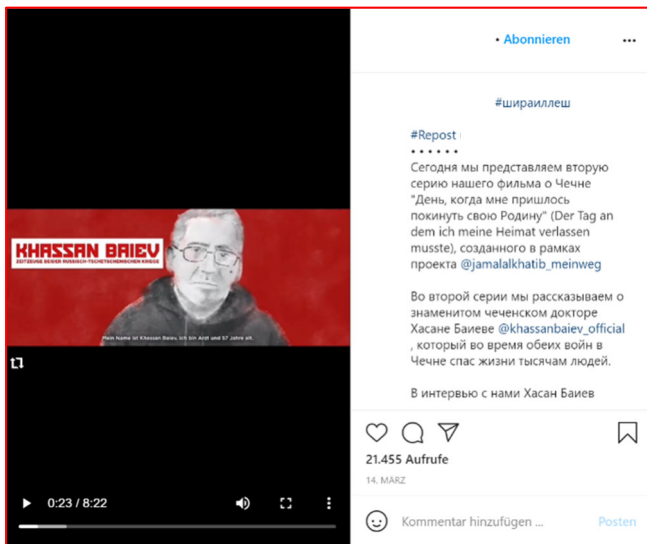 • Abonnieren
#шираиллеш
#Repost
• • • • • •
Сегодня мы представляем вторую
серию нашего фильма о Чечне
"День, когда мне пришлось
покинуть свою Родину" (Der Tag an
dem ich meine Heimat verlassen
musste), созданного в рамках
проекта @jamalalkhatib_meinweg
Во второй серии мы рассказываем о
знаменитом чеченском докторе
Хасане Баиеве @khassanbaiev_official
, который во время обеих войн в
Чечне спас жизни тысячам людей.
В интервью с нами Хасан Баиев
KHASSAN BAIEV
ZEITZEUGE BEIDER RUSSISCH-TSCHETSCHENISCHEN KRIEGE
Mein Name ist Khassan Baiev, ich bin Arzt und 57 Jahre alt.
0:23 / 8:22
21.455 Aufrufe
14. MÄRZ
Kommentar hinzufügen ...
Posten